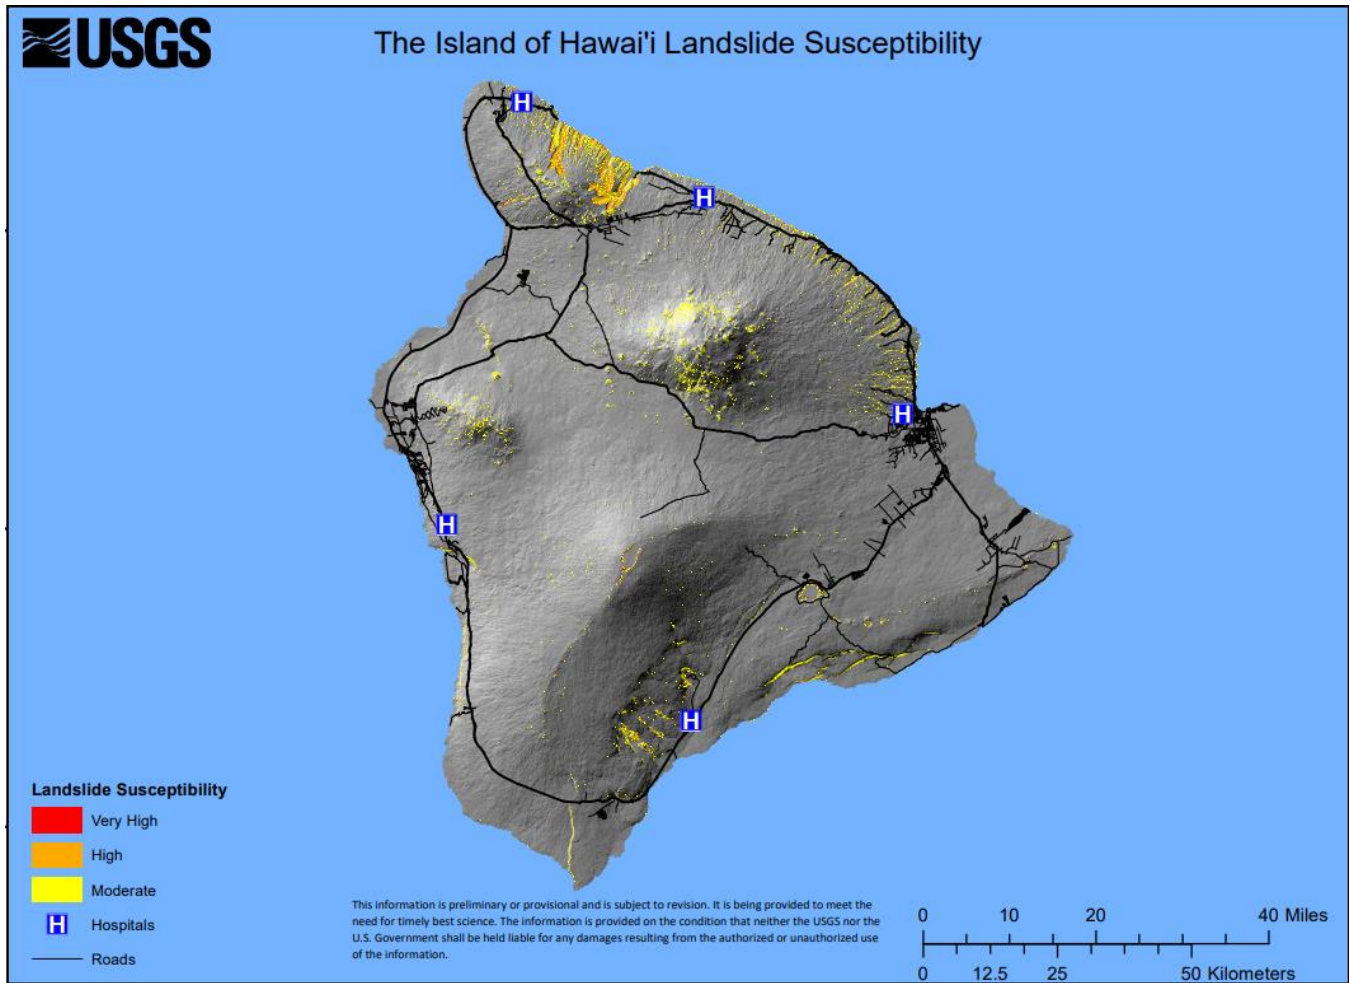 USGS
The Island of Hawai'i Landslide Susceptibility
H
H
H
H
H
Landslide Susceptibility
Very High
High
Moderate
H Hospitals
Roads
This information is preliminary or provisional and is subject to revision. It is being provided to meet the
need for timely best science. The information is provided on the condition that neither the USGS nor the
U.S. Government shall be held liable for any damages resulting from the authorized or unauthorized use
of the information.
0 10 20 40 Miles
0 12.5 25 50 Kilometers